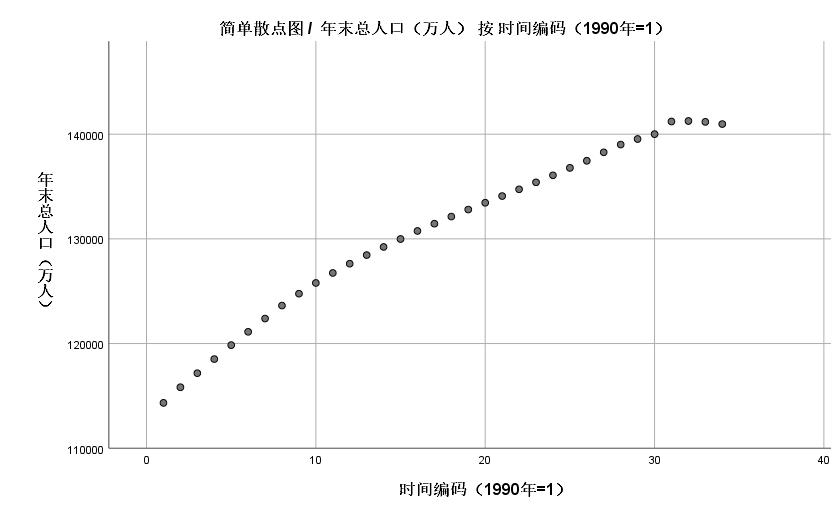 简单散点图 / 年末总人口（万人） 按 时间编码（1990年=1）
140000
130000
120000
110000
年末总人口（万人）
0 10 20 30 40
时间编码（1990年=1）